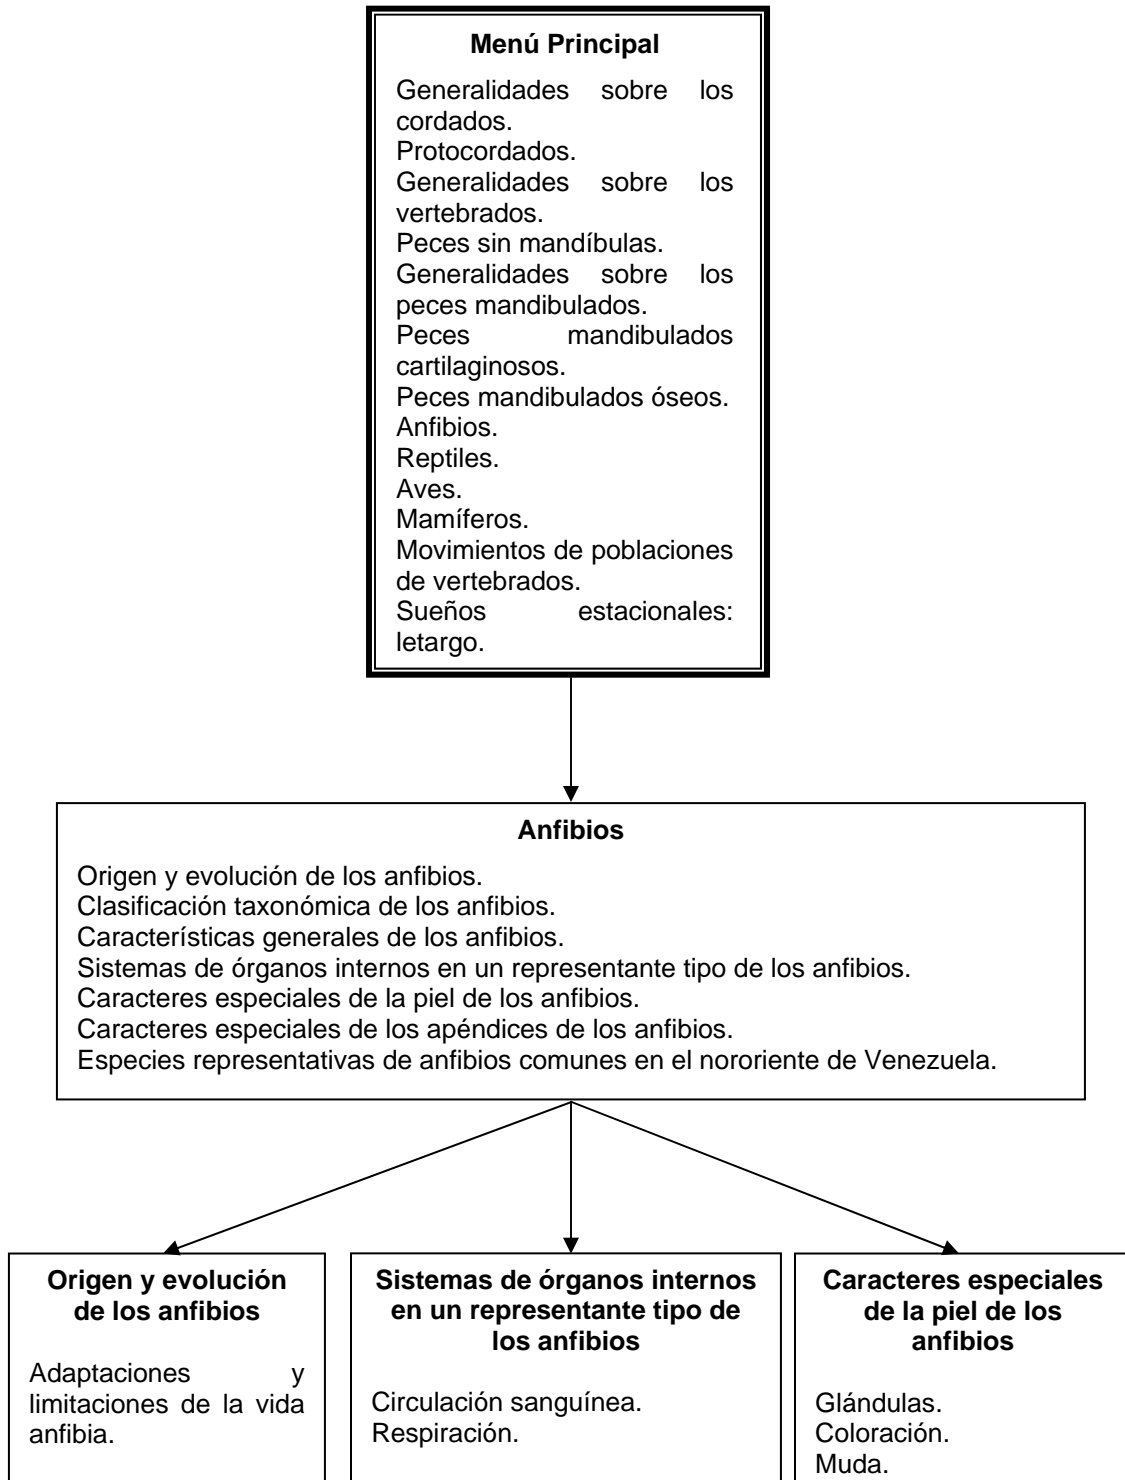 Menú Principal
Generalidades sobre los
cordados.
Protocordados.
Generalidades sobre los
vertebrados.
Peces sin mandíbulas.
Generalidades sobre los
peces mandibulados.
Peces mandibulados
cartilaginosos.
Peces mandibulados óseos.
Anfibios.
Reptiles.
Aves.
Mamíferos.
Movimientos de poblaciones
de vertebrados.
Sueños estacionales:
letargo.
Anfibios
Origen y evolución de los anfibios.
Clasificación taxonómica de los anfibios.
Características generales de los anfibios.
Sistemas de órganos internos en un representante tipo de los anfibios.
Caracteres especiales de la piel de los anfibios.
Caracteres especiales de los apéndices de los anfibios.
Especies representativas de anfibios comunes en el nororiente de Venezuela.
Origen y evolución
de los anfibios
Adaptaciones y
limitaciones de la vida
anfibia.
Sistemas de órganos internos
en un representante tipo de
los anfibios
Circulación sanguínea.
Respiración.
Caracteres especiales
de la piel de los
anfibios
Glándulas.
Coloración.
Muda.